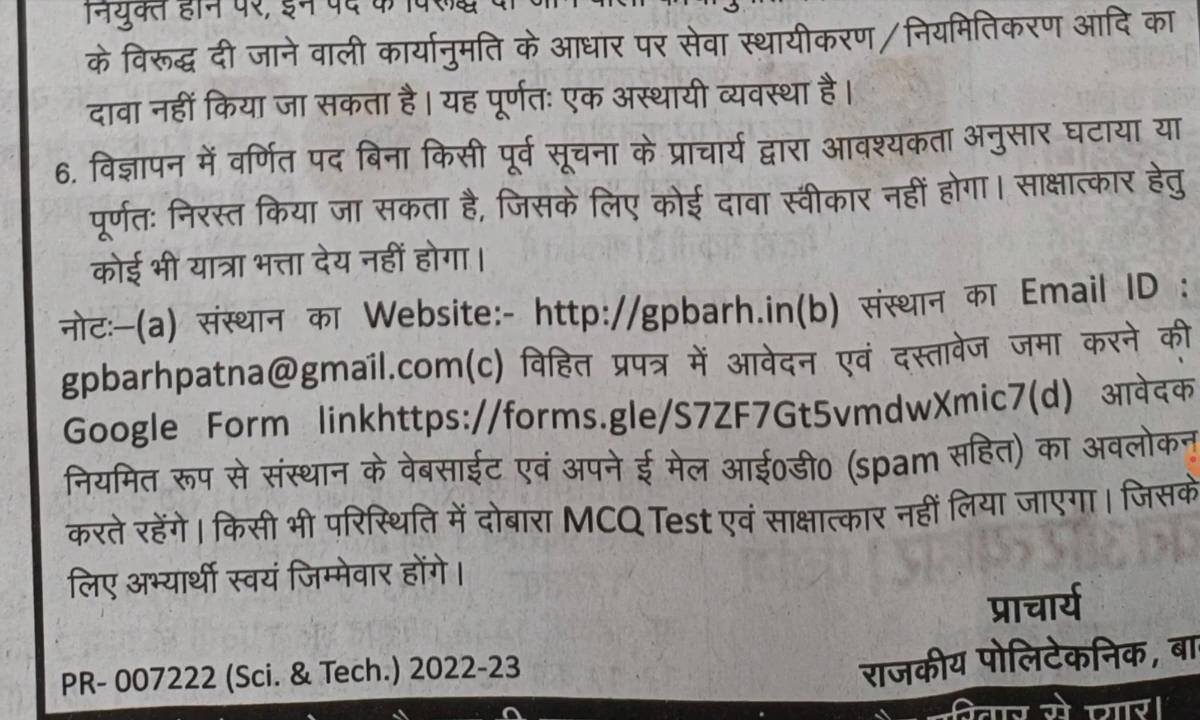 नियुक्त होने पर, इन पद के विरूद्ध दी जाने वाली
के विरूद्ध दी जाने वाली कार्यानुमति के आधार पर सेवा स्थायीकरण/नियमितिकरण आदि का
दावा नहीं किया जा सकता है। यह पूर्णतः एक अस्थायी व्यवस्था है।
6. विज्ञापन में वर्णित पद बिना किसी पूर्व सूचना के प्राचार्य द्वारा आवश्यकता अनुसार घटाया या
पूर्णतः निरस्त किया जा सकता है, जिसके लिए कोई दावा स्वीकार नहीं होगा। साक्षात्कार हेतु
कोई भी यात्रा भत्ता देय नहीं होगा।
नोटः–(a) संस्थान का Website:- http://gpbarh.in(b) संस्थान का Email ID :
gpbarhpatna@gmail.com(c) विहित प्रपत्र में आवेदन एवं दस्तावेज जमा करने की
Google Form linkhttps://forms.gle/S7ZF7Gt5vmdwXmic7(d) आवेदक
नियमित रूप से संस्थान के वेबसाईट एवं अपने ई मेल आई0डी0 (spam सहित) का अवलोकन
करते रहेंगे। किसी भी परिस्थिति में दोबारा MCQ Test एवं साक्षात्कार नहीं लिया जाएगा। जिसके
लिए अभ्यार्थी स्वयं जिम्मेवार होंगे।
प्राचार्य
राजकीय पोलिटेकनिक,
PR- 007222 (Sci. & Tech.) 2022-23
से प्यार।